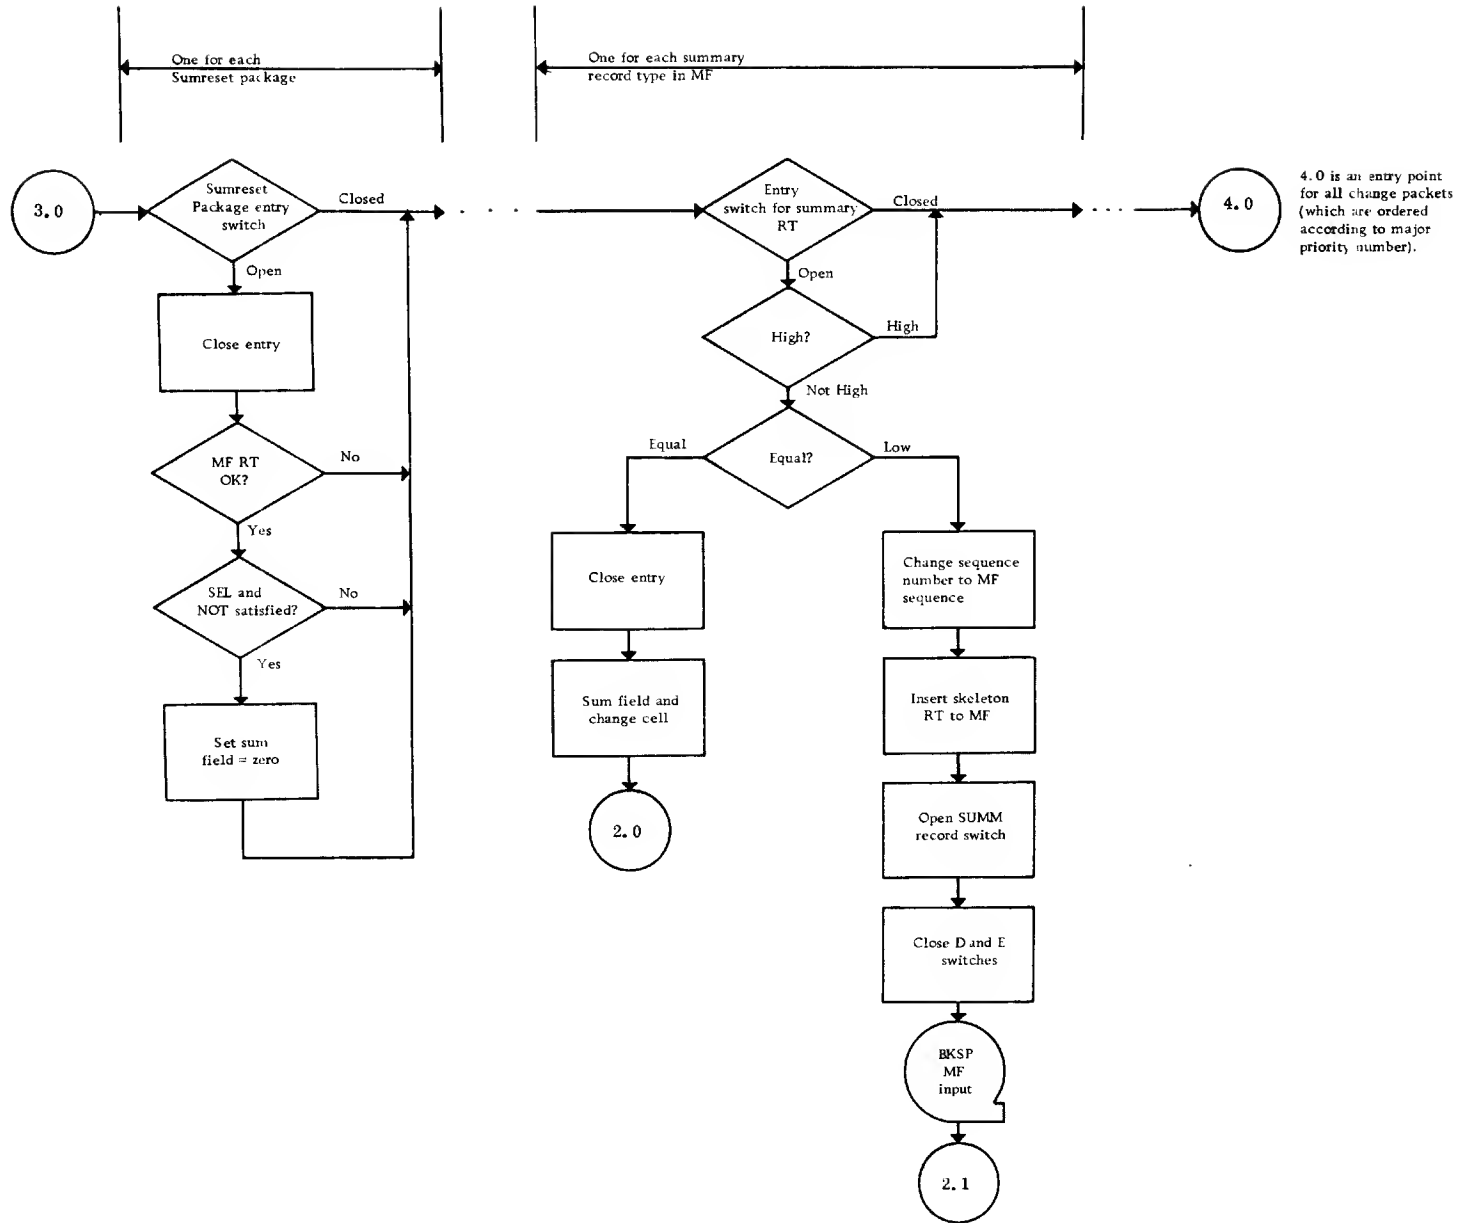 One for each
Sumreset package
One for each summary
record type in MF
3.0
Sumreset
Package entry
switch
Closed
Open
Close entry
MF RT
OK?
No
Yes
SEL and
NOT satisfied?
No
Yes
Set sum
field = zero
Entry
switch for summary
RT
Closed
Open
High?
High
Not High
Equal?
Equal
Low
Close entry
Sum field and
change cell
2.0
Change sequence
number to MF
sequence
Insert skeleton
RT to MF
Open SUMM
record switch
Close D and E
switches
BKSP
MF
input
2.1
4.0
4.0 is an entry point
for all change packets
(which are ordered
according to major
priority number).